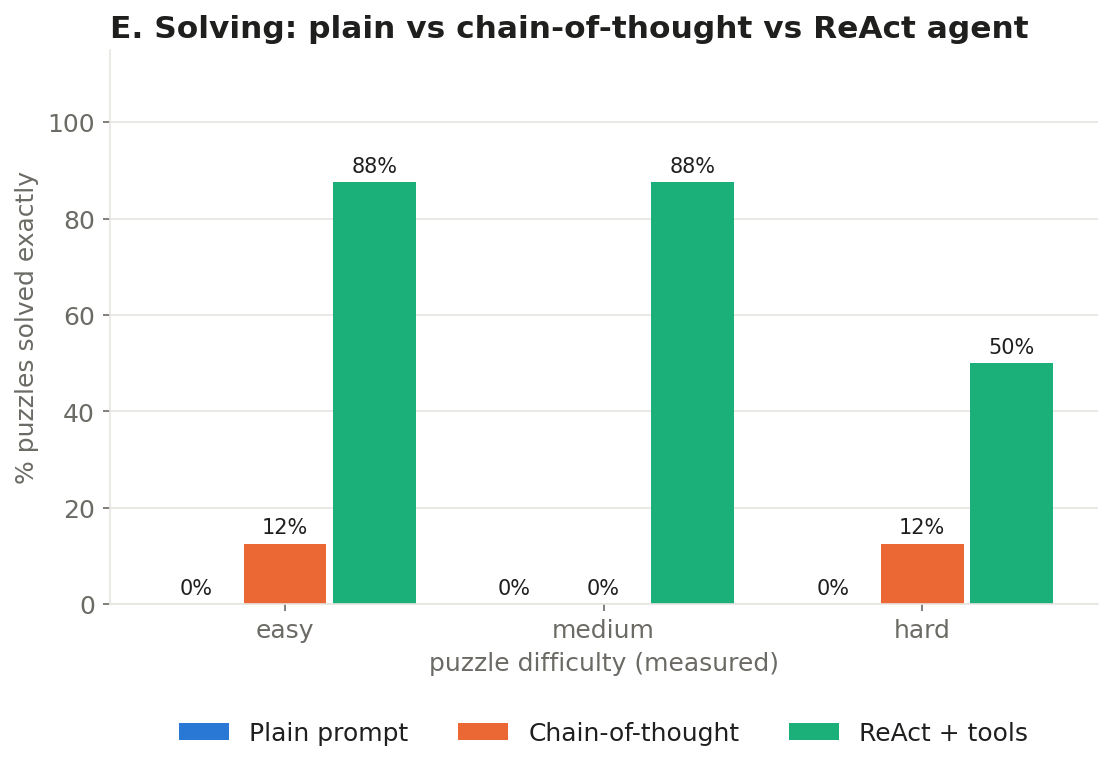 E. Solving: plain vs chain-of-thought vs ReAct agent
% puzzles solved exactly
100
80
60
40
20
0
0%
12%
88%
0%
0%
88%
0%
12%
50%
easy
medium
hard
puzzle difficulty (measured)
Plain prompt
Chain-of-thought
ReAct + tools